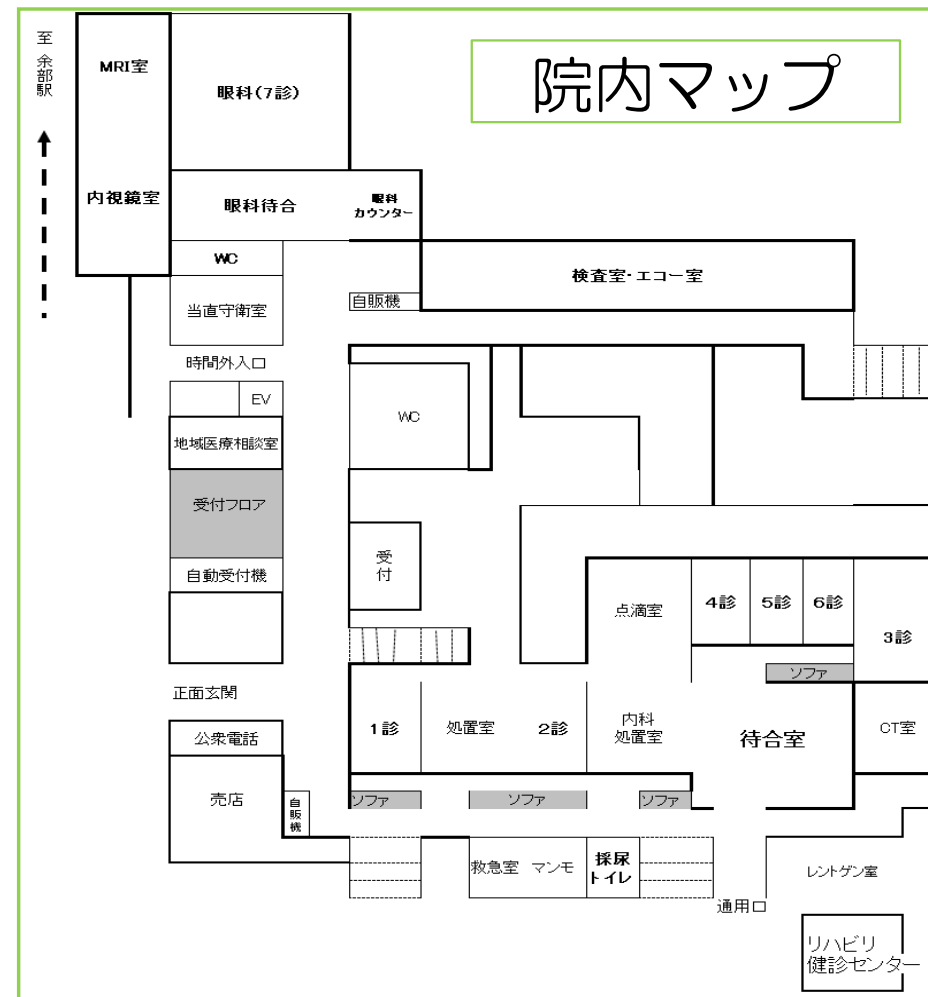 至 余部駅
院内マップ
MRI室
眼科(7診)
内視鏡室
眼科待合
眼科
カウンター
WC
検査室・エコー室
当直守衛室
自販機
時間外入口
EV
WC
地域医療相談室
受付フロア
受付
自動受付機
点滴室
4診
5診
6診
3診
ソファ
正面玄関
1診
処置室
2診
内科
処置室
待合室
CT室
公衆電話
売店
自販機
ソファ
ソファ
ソファ
救急室
マンモ
採尿
トイレ
レントゲン室
通用口
リハビリ
健診センター